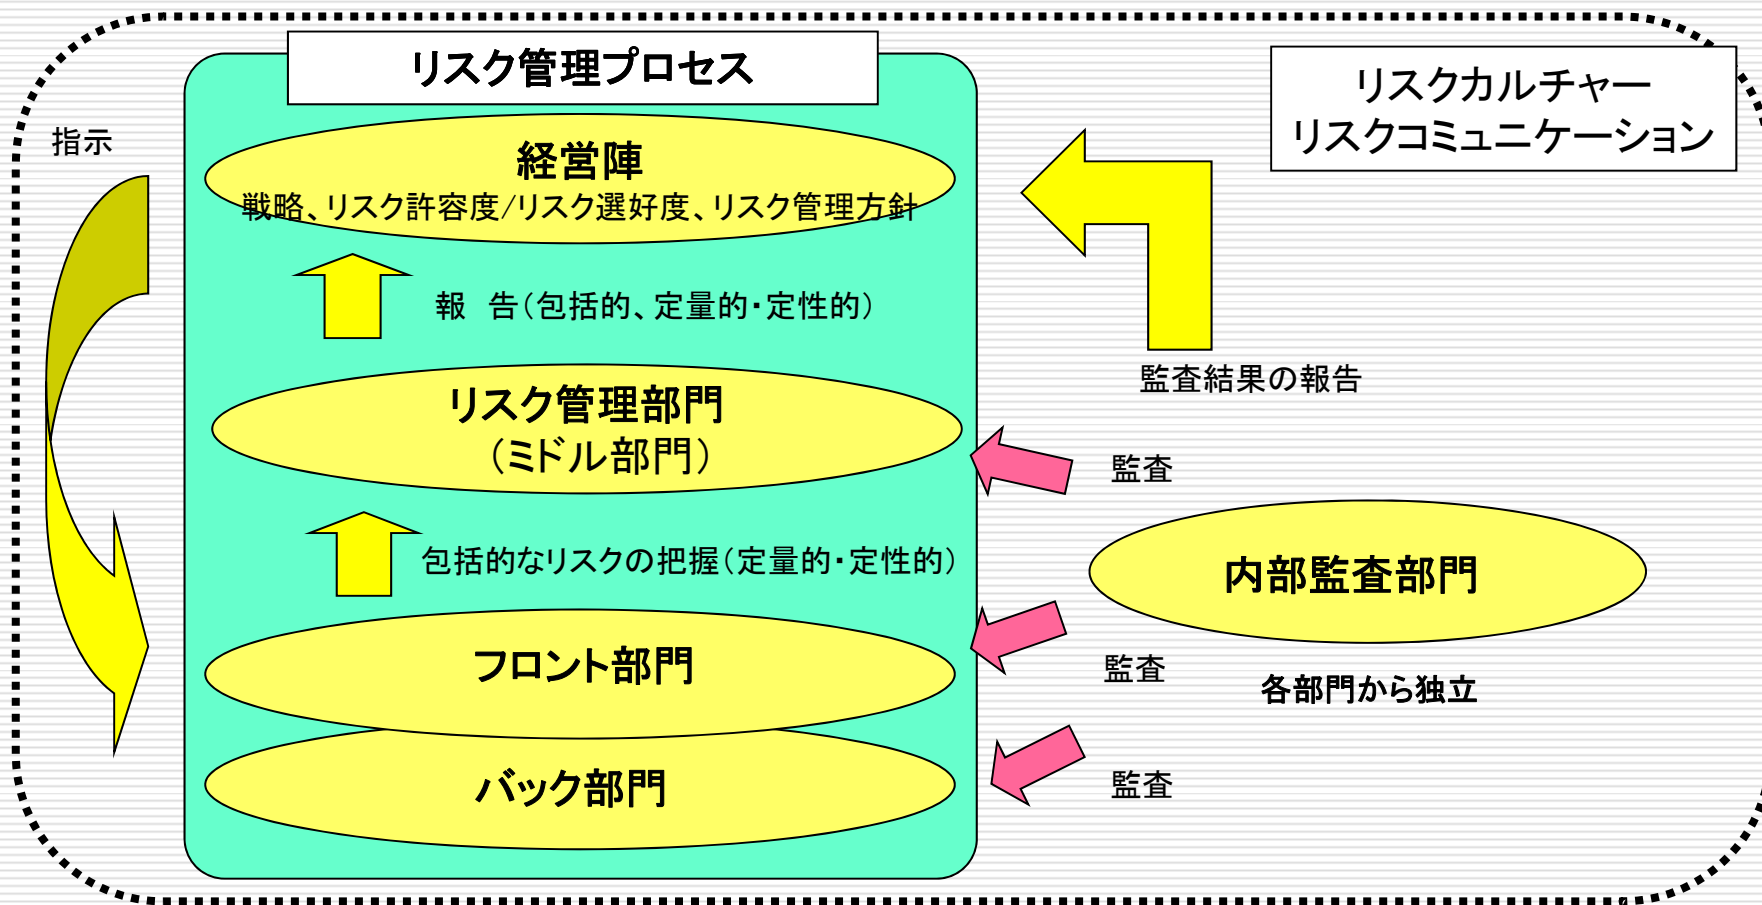 リスク管理プロセス
リスクカルチャー
リスクコミュニケーション
指示
経営陣
戦略、リスク許容度/リスク選好度、リスク管理方針
報　告（包括的、定量的・定性的）
監査結果の報告
リスク管理部門
（ミドル部門）
監査
包括的なリスクの把握（定量的・定性的）
内部監査部門
フロント部門
監査
各部門から独立
バック部門
監査